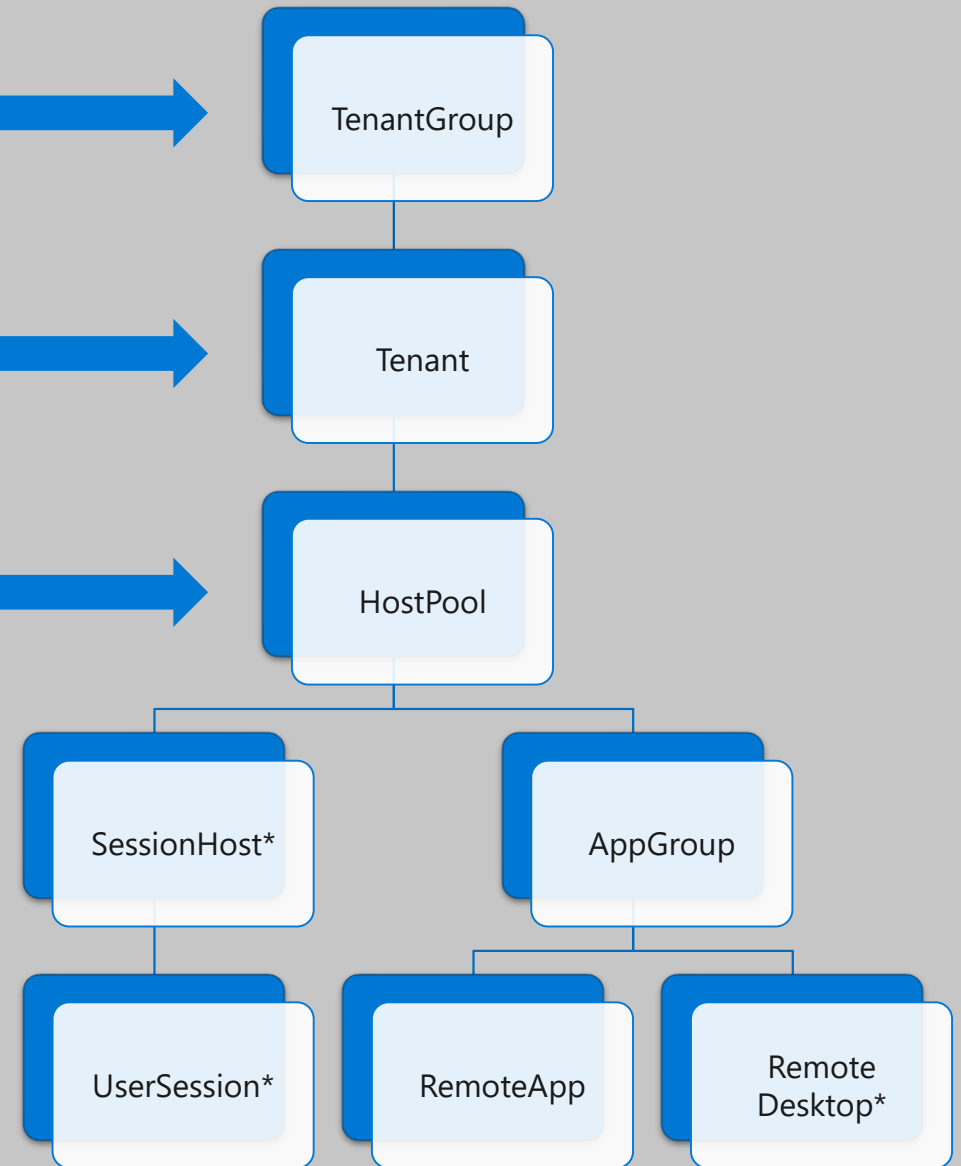 TenantGroup
Tenant
HostPool
SessionHost*
AppGroup
UserSession*
RemoteApp
Remote
Desktop*